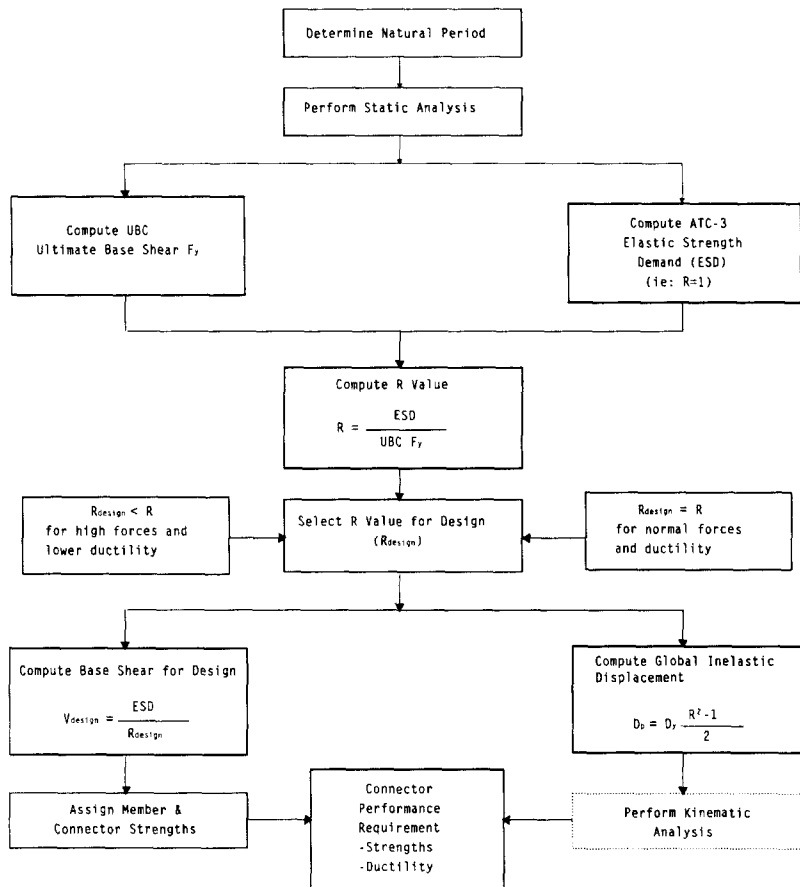 Determine Natural Period
Perform Static Analysis
Compute UBC
Ultimate Base Shear Fy
Compute ATC-3
Elastic Strength
Demand (ESD)
(ie: R=1)
Compute R Value
R = ESD / UBC Fy
Rdesign < R
for high forces and
lower ductility
Select R Value for Design
(Rdesign)
Rdesign = R
for normal forces
and ductility
Compute Base Shear for Design
Vdesign = ESD / Rdesign
Compute Global Inelastic
Displacement
Dp = Dy R²-1 / 2
Assign Member &
Connector Strengths
Connector
Performance
Requirement
-Strengths
-Ductility
Perform Kinematic
Analysis